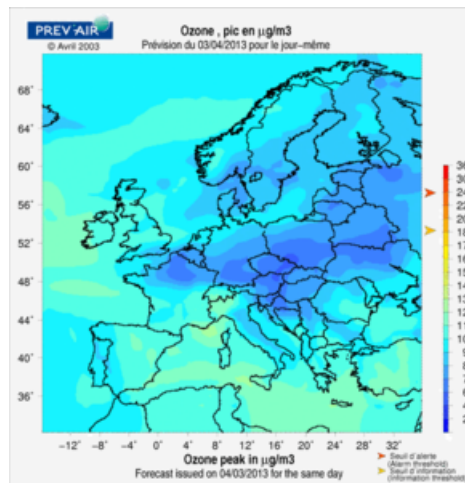 PREV'AIR
© Avril 2003
Ozone , pic en µg/m3
Prévision du 03/04/2013 pour le jour-même
68°
64°
60°
56°
52°
48°
44°
40°
36°
-12° -8° -4° 0° 4° 8° 12° 16° 20° 24° 28° 32°
Ozone peak in µg/m3
Forecast issued on 04/03/2013 for the same day
Seuil d'alerte
(Alarm threshold)
Seuil d'information
(Information threshold)